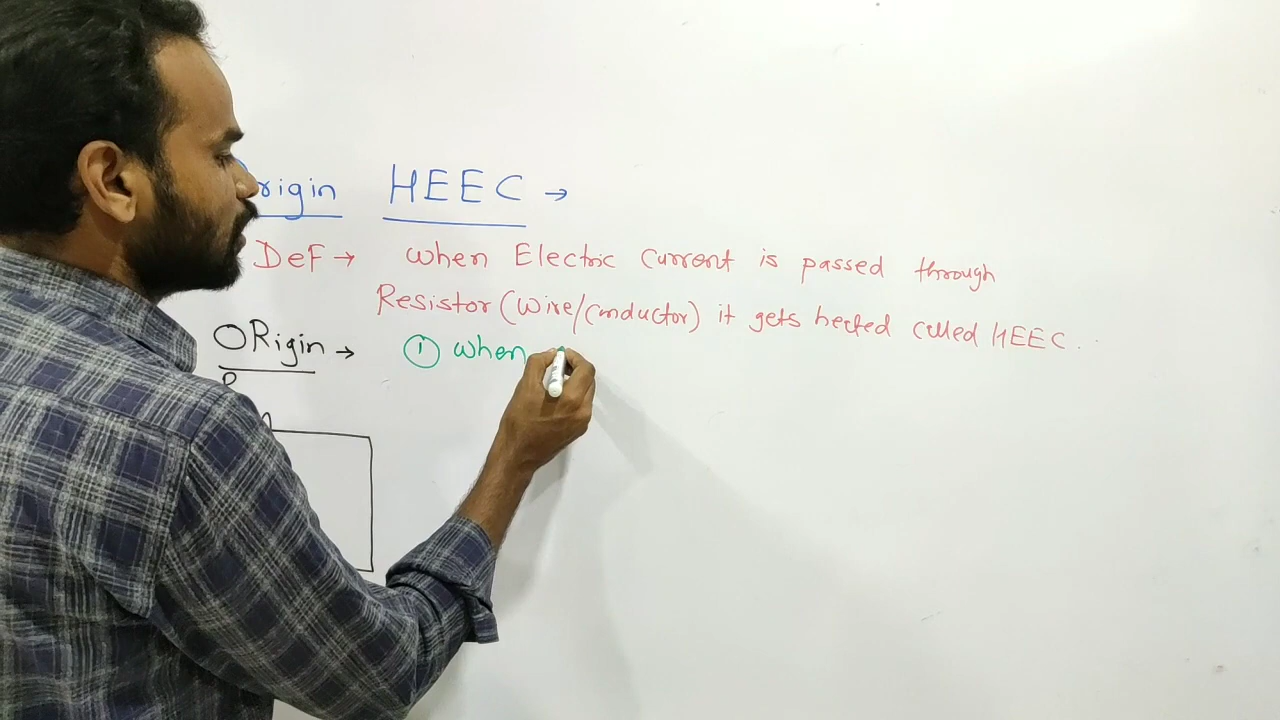 Origin HEEC →
DeF → when Electric current is passed through
Resistor (wire/conductor) it gets heated called HEEC..
ORigin → ① when